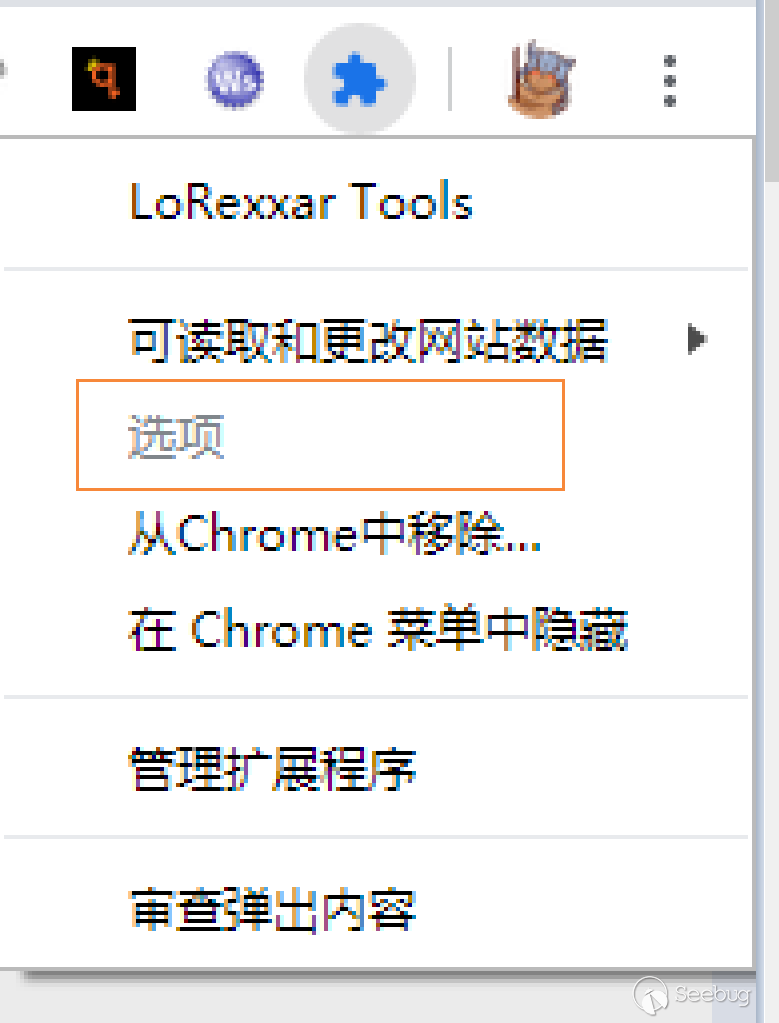 Ws
LoRexxar Tools
可读取和更改网站数据
选项
从Chrome中移除...
在 Chrome 菜单中隐藏
管理扩展程序
审查弹出内容
Seebug